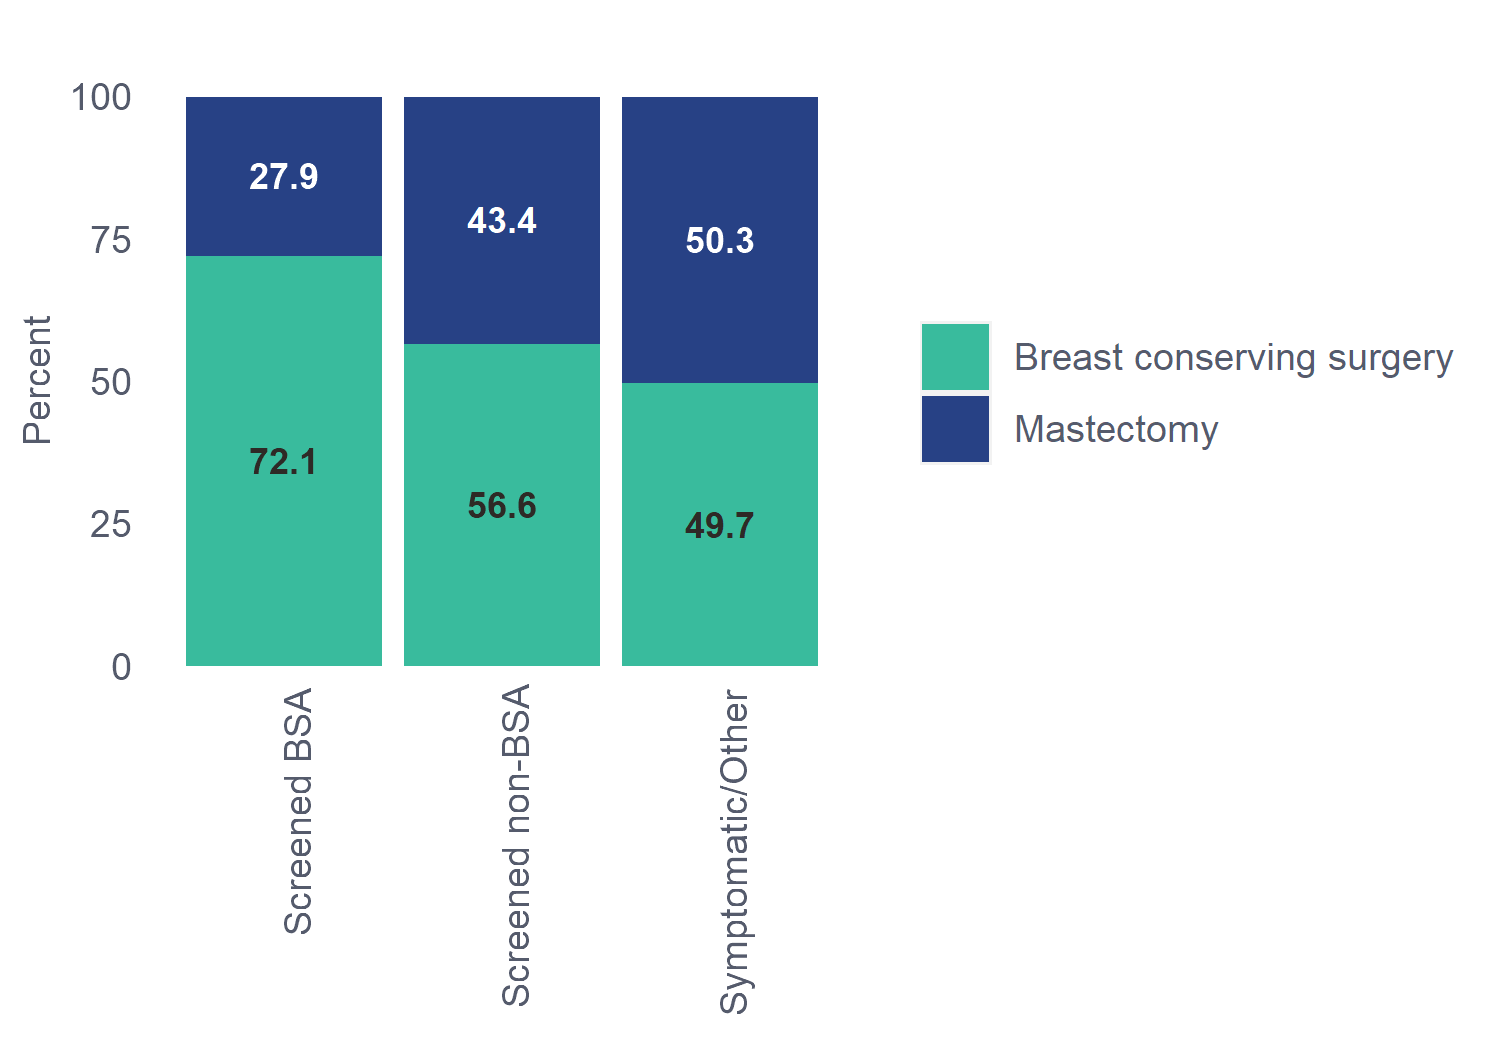 Percent
100
75
50
25
0
27.9
43.4
50.3
72.1
56.6
49.7
Screened BSA
Screened non-BSA
Symptomatic/Other
Breast conserving surgery
Mastectomy